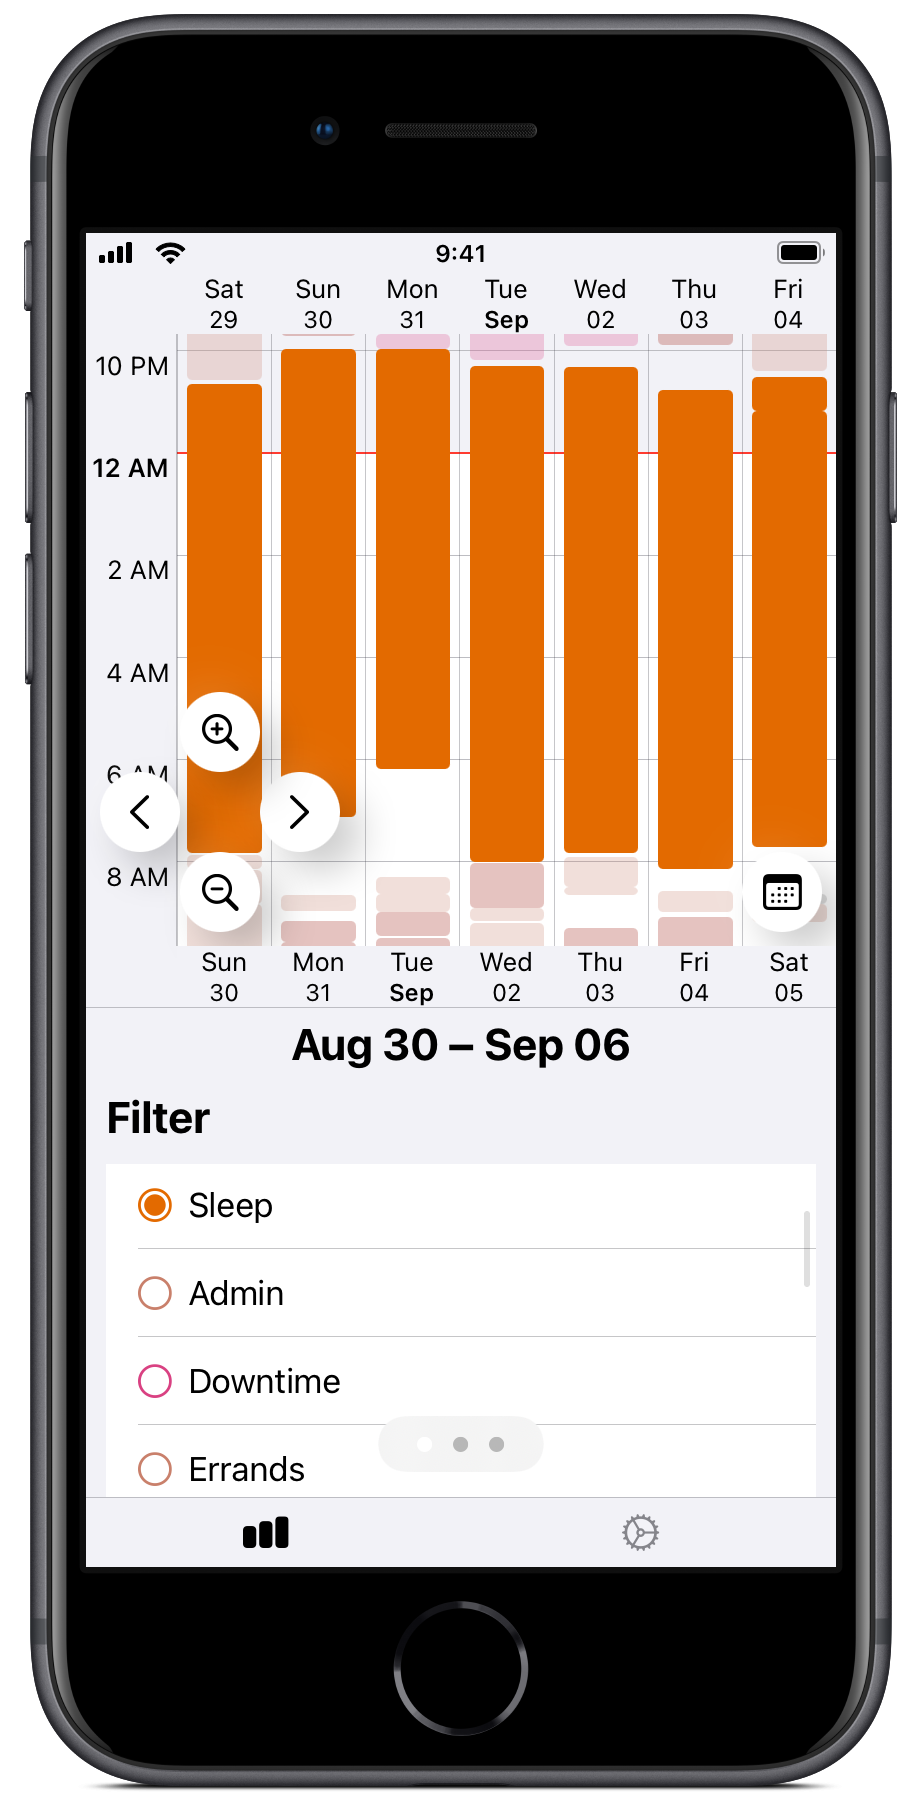 9:41
Sat Sun Mon Tue Wed Thu Fri
29 30 31 Sep 02 03 04
10 PM
12 AM
2 AM
4 AM
6 AM
8 AM
Sun Mon Tue Wed Thu Fri Sat
30 31 Sep 02 03 04 05
Aug 30 – Sep 06
Filter
Sleep
Admin
Downtime
Errands